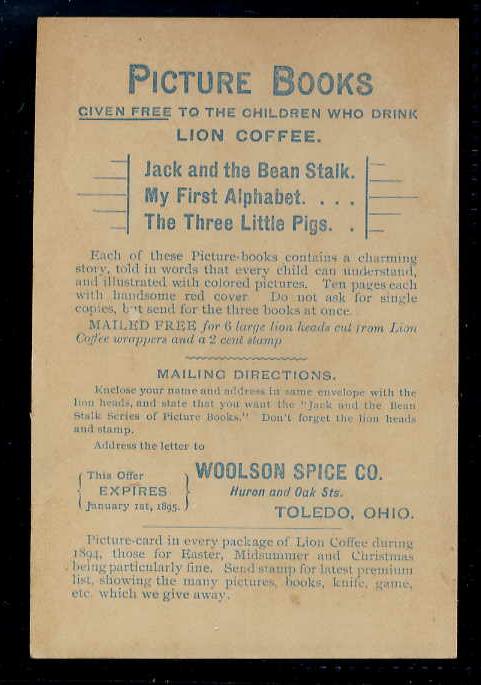 PICTURE BOOKS
GIVEN FREE TO THE CHILDREN WHO DRINK
LION COFFEE.
Jack and the Bean Stalk.
My First Alphabet. . . .
The Three Little Pigs. .
Each of these Picture-books contains a charming
story, told in words that every child can understand,
and illustrated with colored pictures. Ten pages each
with handsome red cover Do not ask for single
copies, but send for the three books at once.
MAILED FREE for 6 large lion heads cut from Lion
Coffee wrappers and a 2 cent stamp
MAILING DIRECTIONS.
Enclose your name and address in same envelope with the
lion heads, and state that you want the "Jack and the Bean
Stalk Series of Picture Books." Don't forget the lion heads
and stamp.
Address the letter to
This Offer
EXPIRES
January 1st, 1895.
WOOLSON SPICE CO.
Huron and Oak Sts.
TOLEDO, OHIO.
Picture-card in every package of Lion Coffee during
1894, those for Easter, Midsummer and Christmas
being particularly fine. Send stamp for latest premium
list, showing the many pictures, books, knife, game,
etc. which we give away.